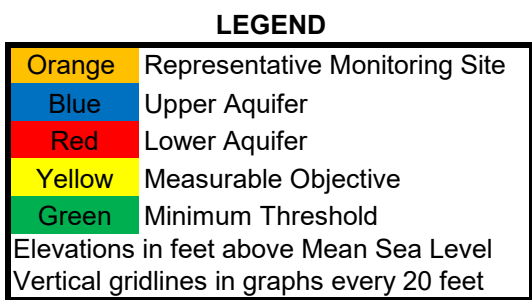 LEGEND
Orange Representative Monitoring Site
Blue Upper Aquifer
Red Lower Aquifer
Yellow Measurable Objective
Green Minimum Threshold
Elevations in feet above Mean Sea Level
Vertical gridlines in graphs every 20 feet